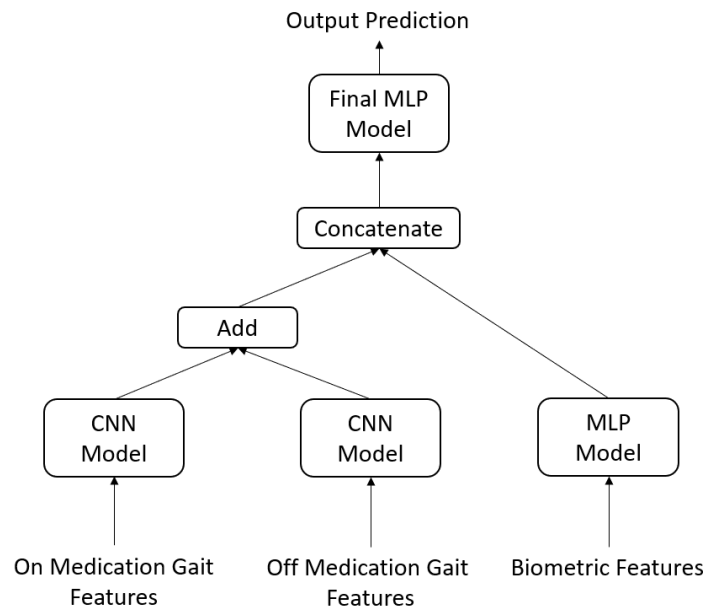 Output Prediction
Final MLP
Model
Concatenate
Add
CNN
Model
CNN
Model
MLP
Model
On Medication Gait
Features
Off Medication Gait
Features
Biometric Features